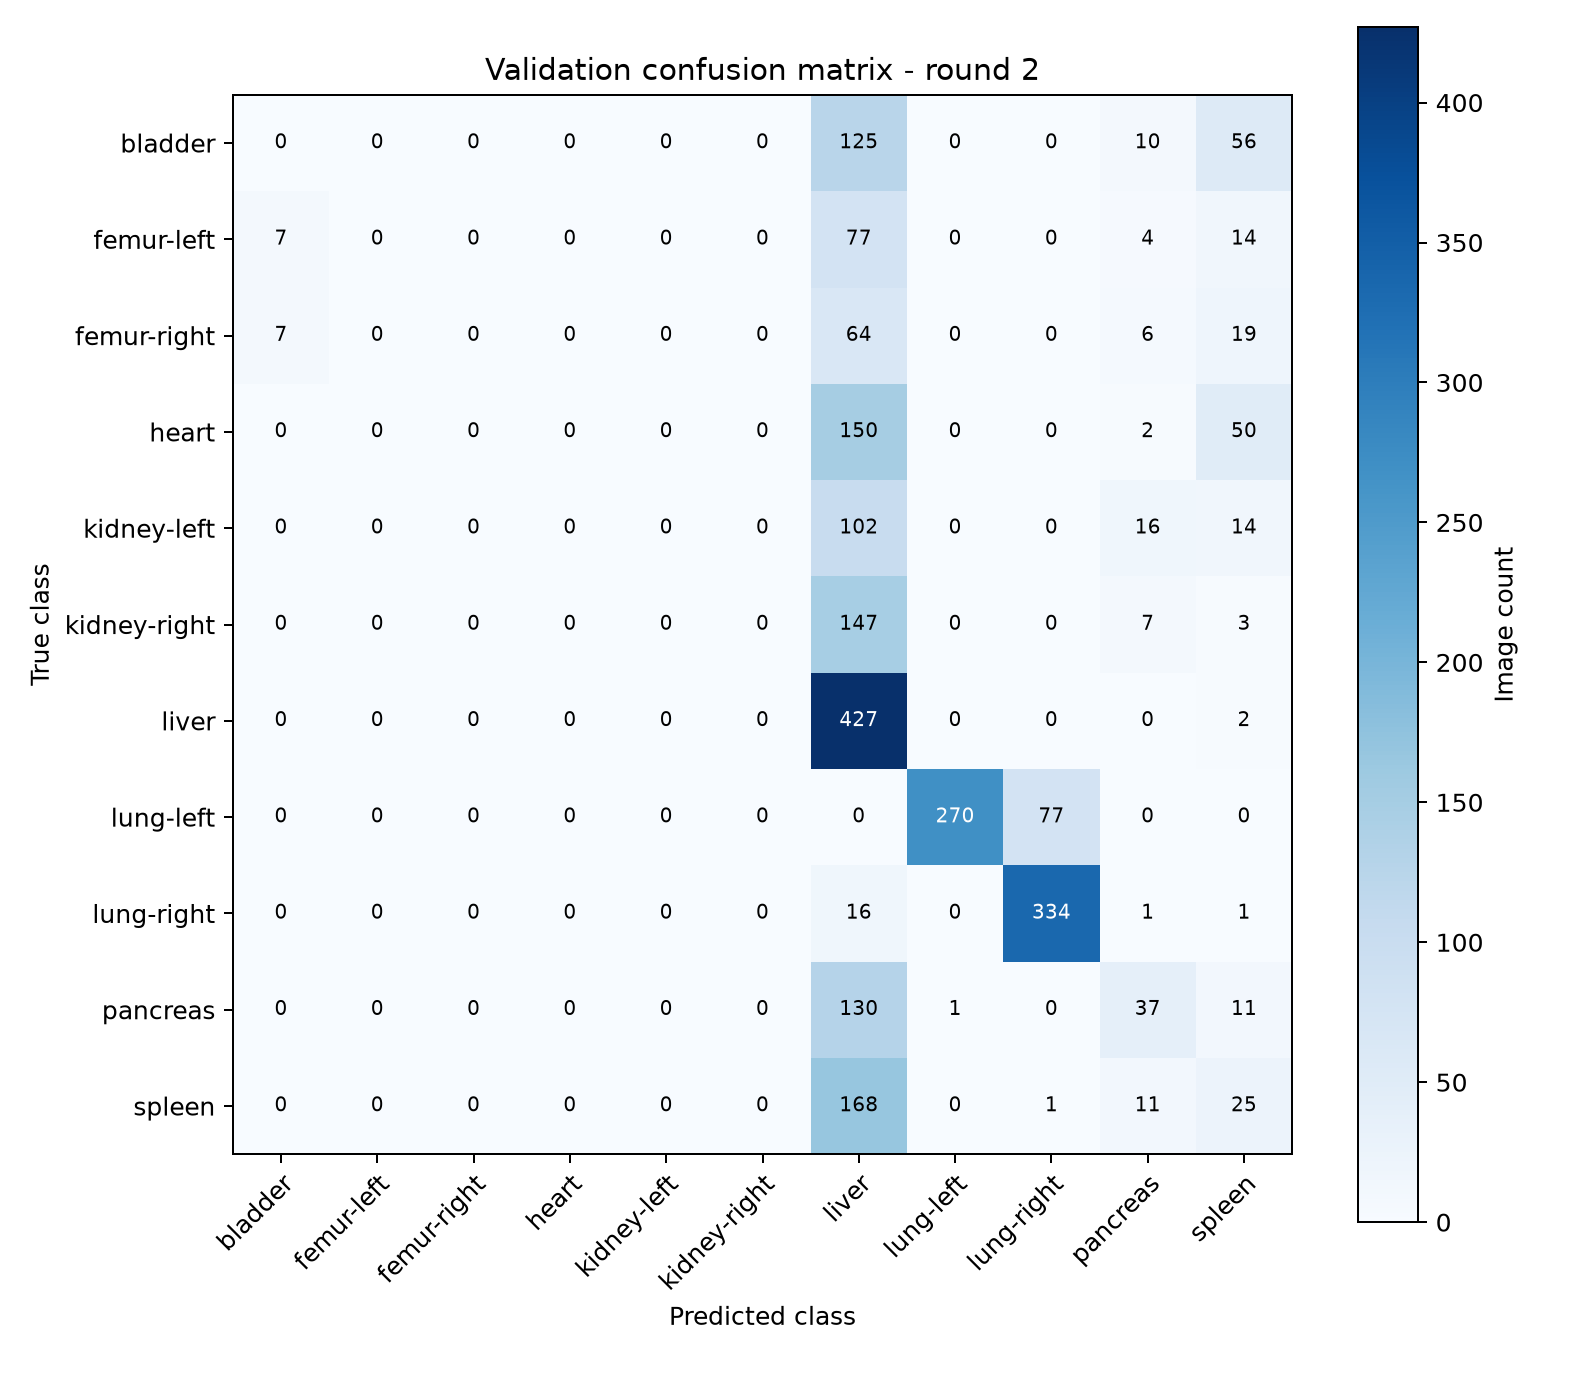 Validation confusion matrix - round 2
bladder 0 0 0 0 0 0 125 0 0 10 56
femur-left 7 0 0 0 0 0 77 0 0 4 14
femur-right 7 0 0 0 0 0 64 0 0 6 19
heart 0 0 0 0 0 0 150 0 0 2 50
kidney-left 0 0 0 0 0 0 102 0 0 16 14
kidney-right 0 0 0 0 0 0 147 0 0 7 3
liver 0 0 0 0 0 0 427 0 0 0 2
lung-left 0 0 0 0 0 0 0 270 77 0 0
lung-right 0 0 0 0 0 0 16 0 334 1 1
pancreas 0 0 0 0 0 0 130 1 0 37 11
spleen 0 0 0 0 0 0 168 0 1 11 25
True class
bladder femur-left femur-right heart kidney-left kidney-right liver lung-left lung-right pancreas spleen
Predicted class
400
350
300
250
200
150
100
50
0
Image count